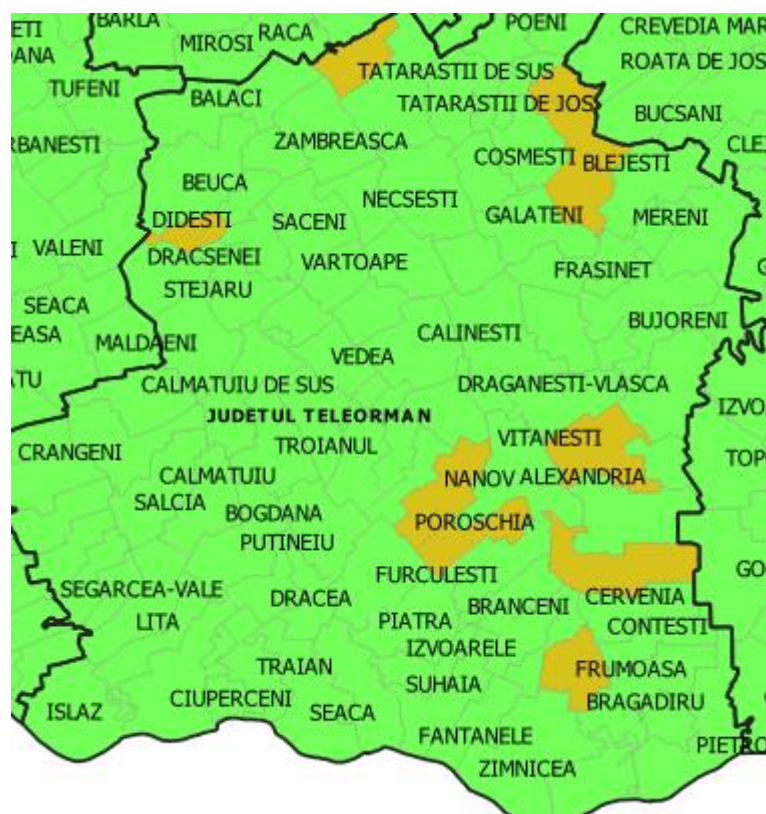 BARLA
POENI
CREVEDIA MAR
ETI
MIROSI
RACA
DANA
ROATA DE JOS
TATARASTII DE SUS
TUFENI
BALACI
TATARASTII DE JOS
BUCSANI
RBANESTI
ZAMBREASCA
CLE
COSMESTI
BLEJESTI
BEUCA
NECSESTI
DIDESTI
SACENI
GALATENI
MERENI
I
VALENI
DRACSENEI
VARTOAPE
FRASINET
STEJARU
SEACA
BUJORENI
EASA
MALDAENI
CALINESTI
VEDEA
ATU
CALMATUIU DE SUS
DRAGANESTI-VLASCA
IZVO
JUDETUL TELEORMAN
CRANGENI
TROIANUL
VITANESTI
TOP
CALMATUIU
NANOV
ALEXANDRIA
SALCIA
BOGDANA
POROSCHIA
PUTINEIU
GO
FURCULESTI
SEGARCEA-VALE
DRACEA
BRANCENI
CERVENIA
LITA
PIATRA
CONTESTI
IZVOARELE
TRAIAN
FRUMOASA
SUHAIA
CIUPERCENI
BRAGADIRU
ISLAZ
SEACA
FANTANELE
PIETRO
ZIMNICEA